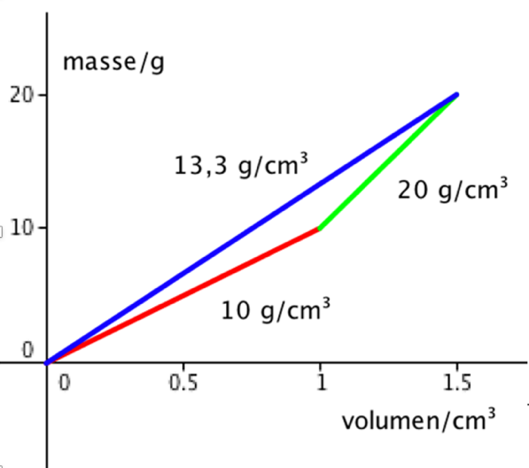 masse/g
20
13,3 g/cm³
20 g/cm³
10
10 g/cm³
0
0 0.5 1 1.5
volumen/cm³